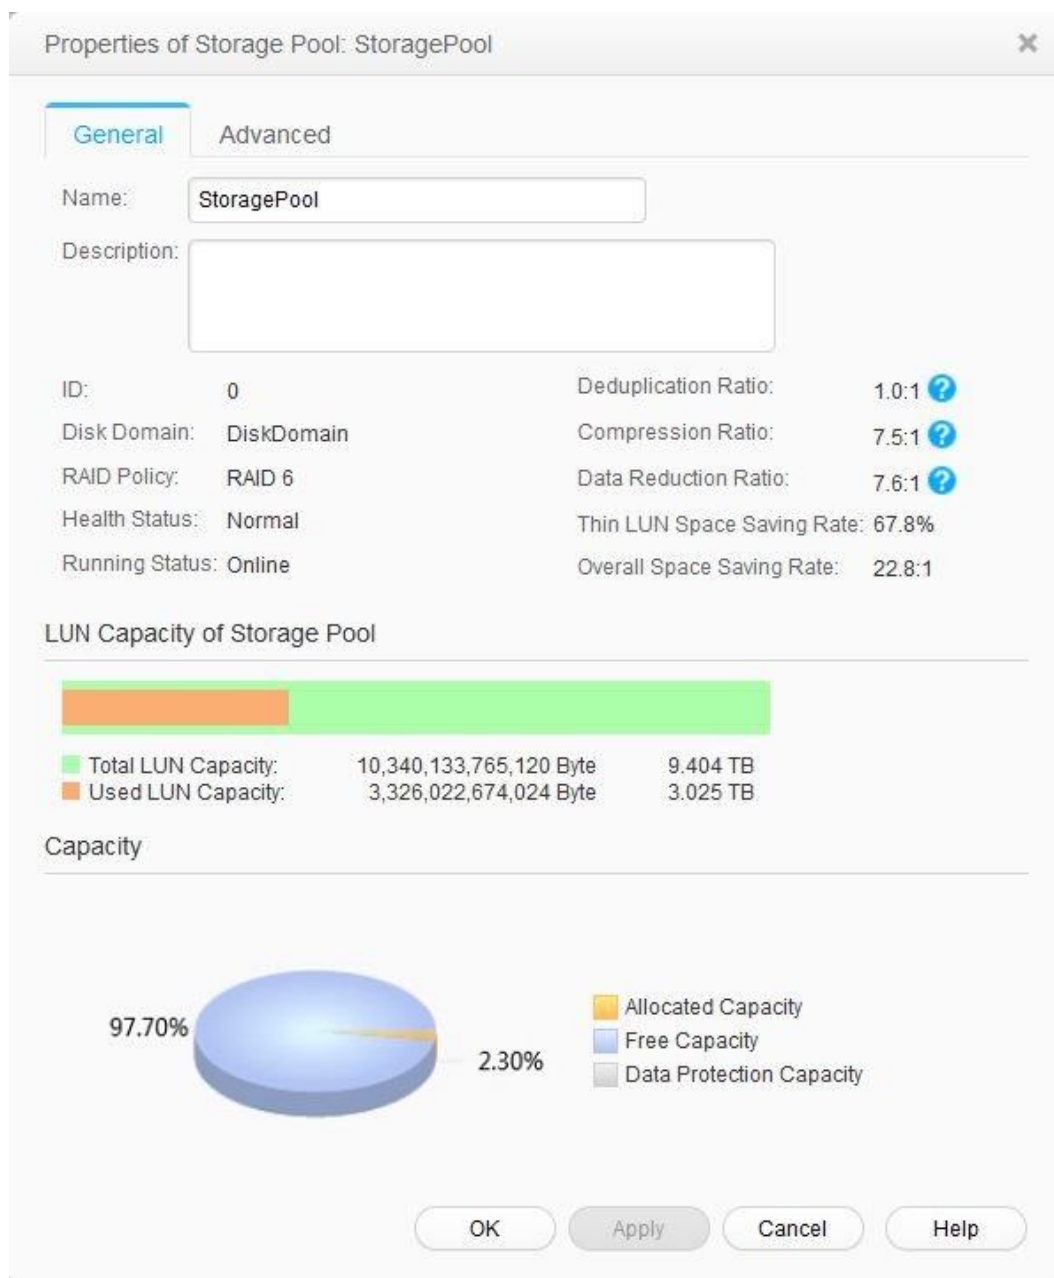 Properties of Storage Pool: StoragePool
General Advanced
Name: StoragePool
Description:
ID: 0 Deduplication Ratio: 1.0:1 ?
Disk Domain: DiskDomain Compression Ratio: 7.5:1 ?
RAID Policy: RAID 6 Data Reduction Ratio: 7.6:1 ?
Health Status: Normal Thin LUN Space Saving Rate: 67.8%
Running Status: Online Overall Space Saving Rate: 22.8:1
LUN Capacity of Storage Pool
Total LUN Capacity: 10,340,133,765,120 Byte 9.404 TB
Used LUN Capacity: 3,326,022,674,024 Byte 3.025 TB
Capacity
97.70%
2.30%
Allocated Capacity
Free Capacity
Data Protection Capacity
OK Apply Cancel Help